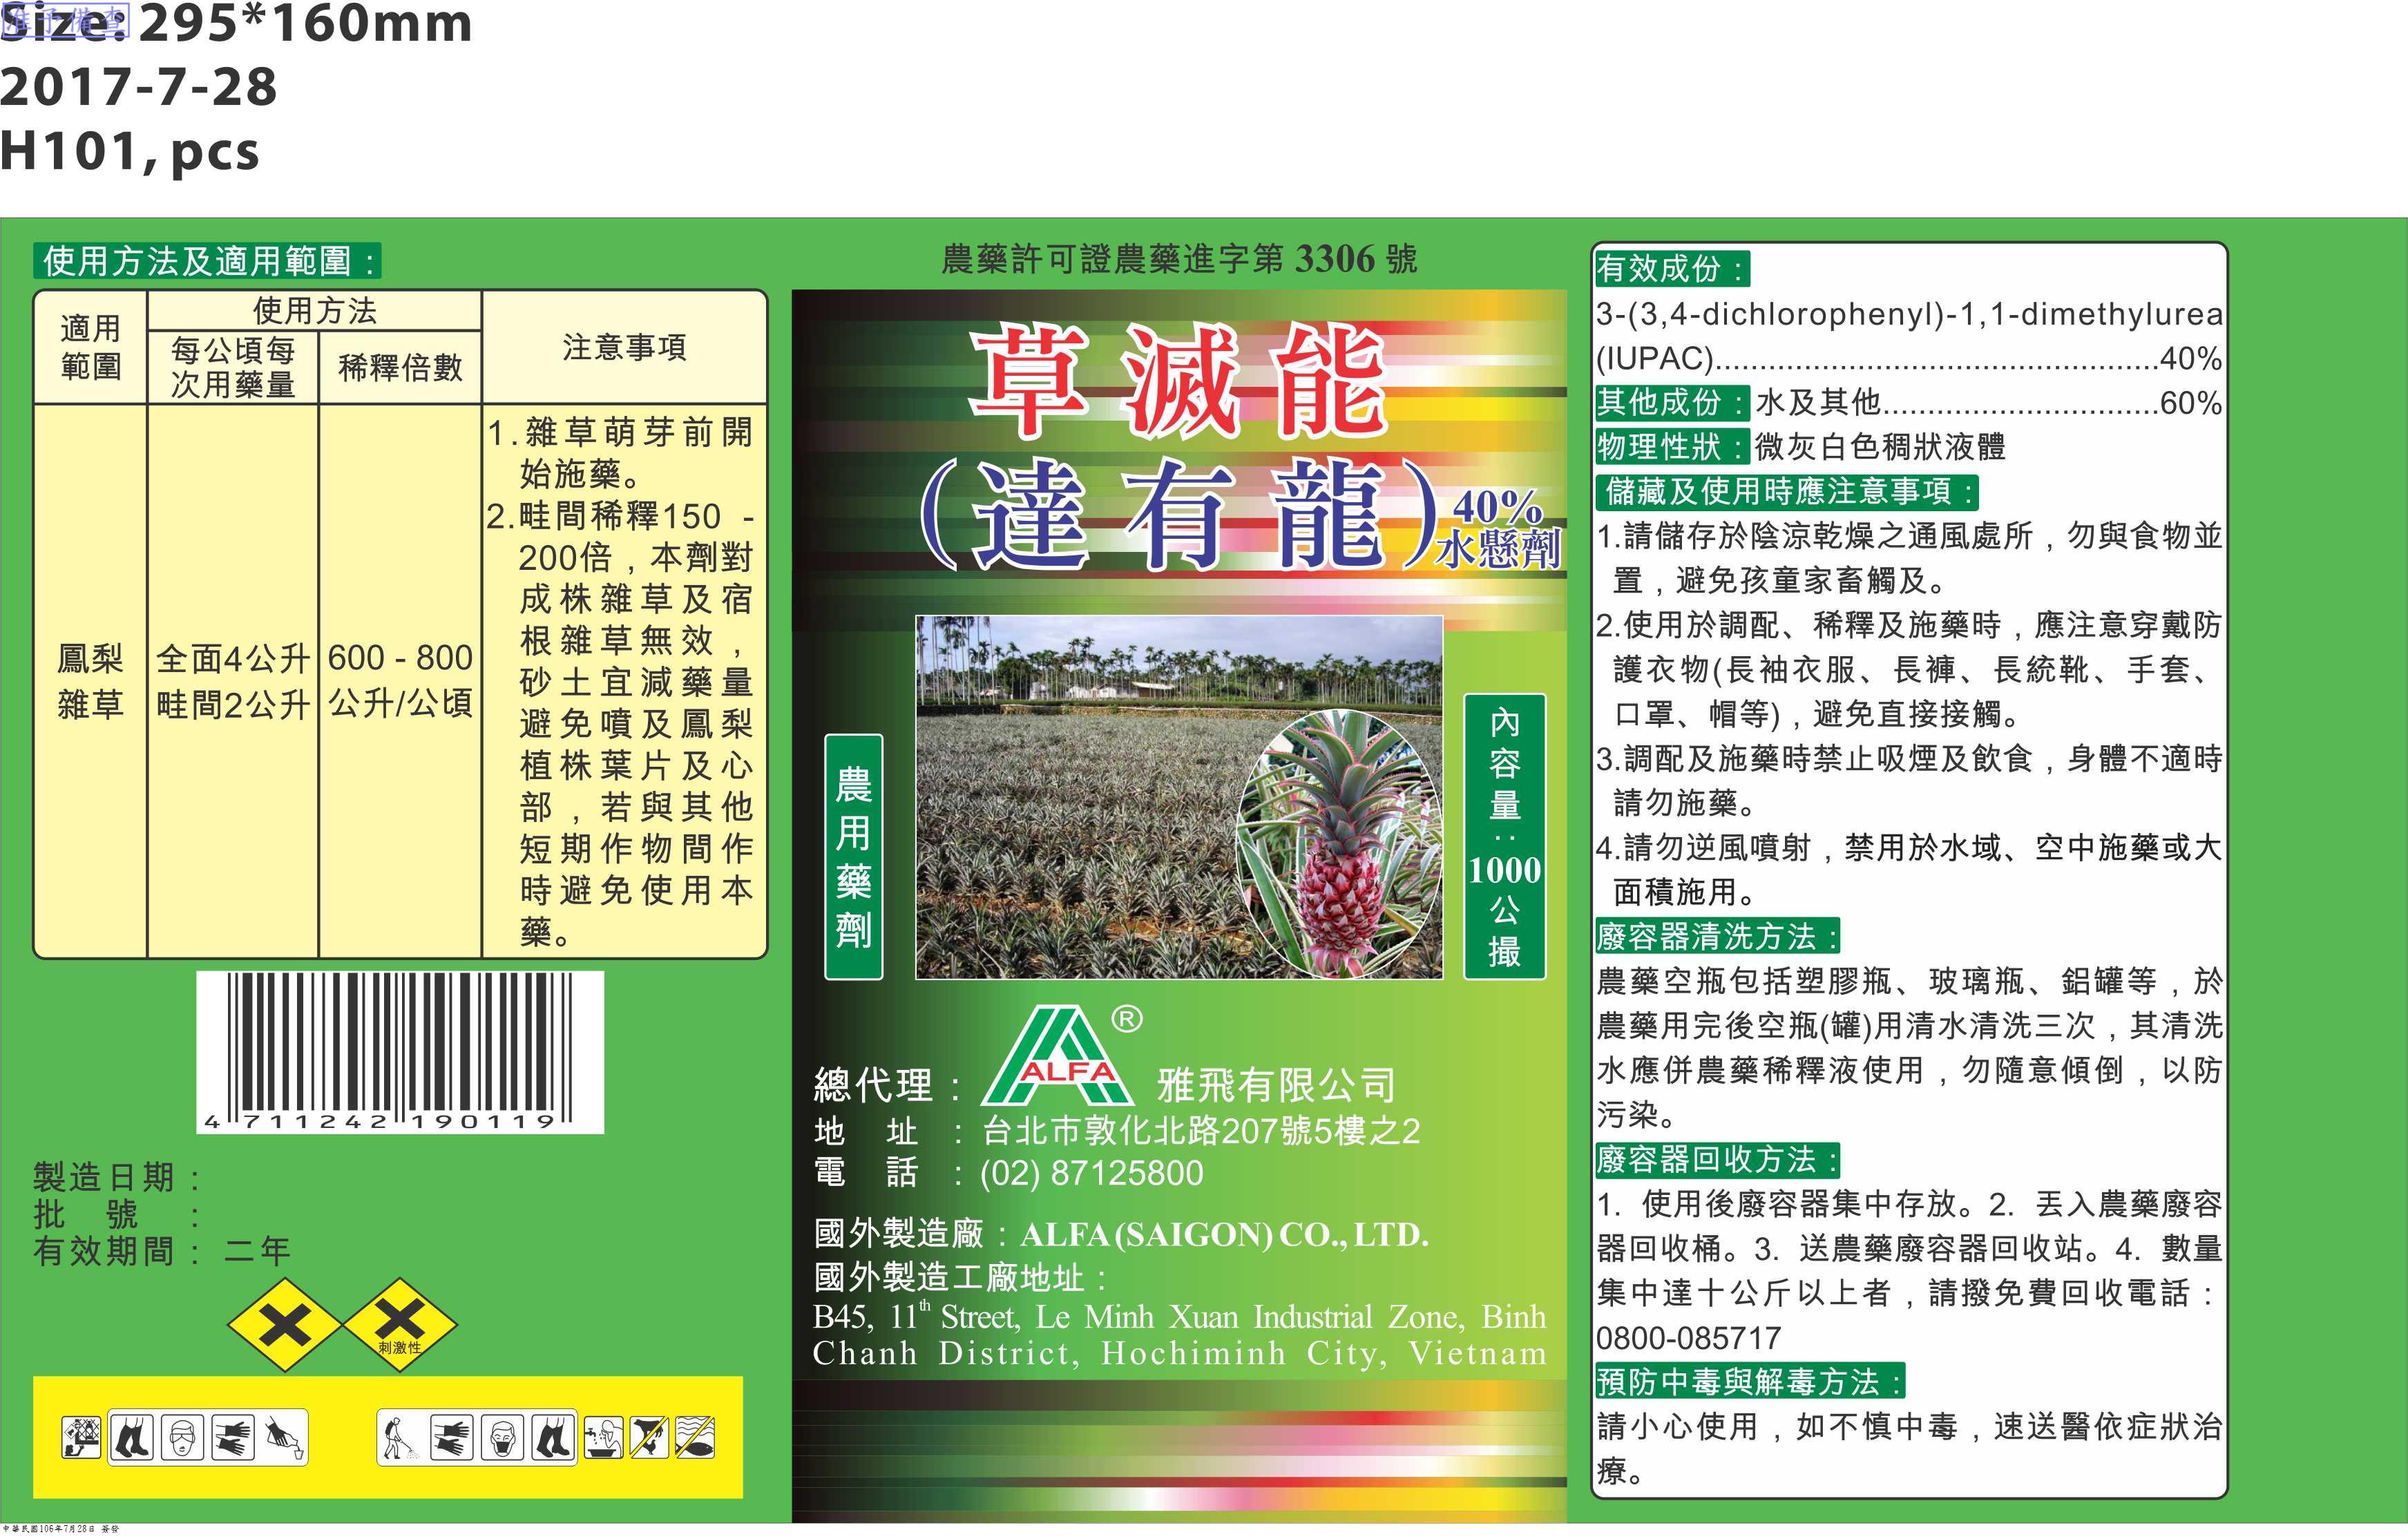 准予備查
Size: 295*160mm
2017-7-28
H101, pcs
使用方法及適用範圍：
適用
範圍
使用方法
每公頃每
次用藥量
稀釋倍數
注意事項
鳳梨
雜草
全面4公升
畦間2公升
600 - 800
公升/公頃
1.雜草萌芽前開
始施藥。
2.畦間稀釋150 -
200倍，本劑對
成株雜草及宿
根雜草無效，
砂土宜減藥量
避免噴及鳳梨
植株葉片及心
部，若與其他
短期作物間作
時避免使用本
藥。
4 711242 190119
製造日期：
批號：
有效期間：二年
刺激性
農藥許可證農藥進字第 3306 號
草滅能
(達有龍)
40%
水懸劑
農用藥劑
內容量：1000公撮
ALFA ®
總代理： 雅飛有限公司
地址：台北市敦化北路207號5樓之2
電話：(02) 87125800
國外製造廠：ALFA (SAIGON) CO., LTD.
國外製造工廠地址：
B45, 11th Street, Le Minh Xuan Industrial Zone, Binh
Chanh District, Hochiminh City, Vietnam
有效成份：
3-(3,4-dichlorophenyl)-1,1-dimethylurea
(IUPAC)................................................40%
其他成份：水及其他..............................60%
物理性狀：微灰白色稠狀液體
儲藏及使用時應注意事項：
1.請儲存於陰涼乾燥之通風處所，勿與食物並
置，避免孩童家畜觸及。
2.使用於調配、稀釋及施藥時，應注意穿戴防
護衣物(長袖衣服、長褲、長統靴、手套、
口罩、帽等)，避免直接接觸。
3.調配及施藥時禁止吸煙及飲食，身體不適時
請勿施藥。
4.請勿逆風噴射，禁用於水域、空中施藥或大
面積施用。
廢容器清洗方法：
農藥空瓶包括塑膠瓶、玻璃瓶、鋁罐等，於
農藥用完後空瓶(罐)用清水清洗三次，其清洗
水應併農藥稀釋液使用，勿隨意傾倒，以防
污染。
廢容器回收方法：
1. 使用後廢容器集中存放。2. 丟入農藥廢容
器回收桶。3. 送農藥廢容器回收站。4. 數量
集中達十公斤以上者，請撥免費回收電話：
0800-085717
預防中毒與解毒方法：
請小心使用，如不慎中毒，速送醫依症狀治
療。
中華民國106年7月28日 簽發